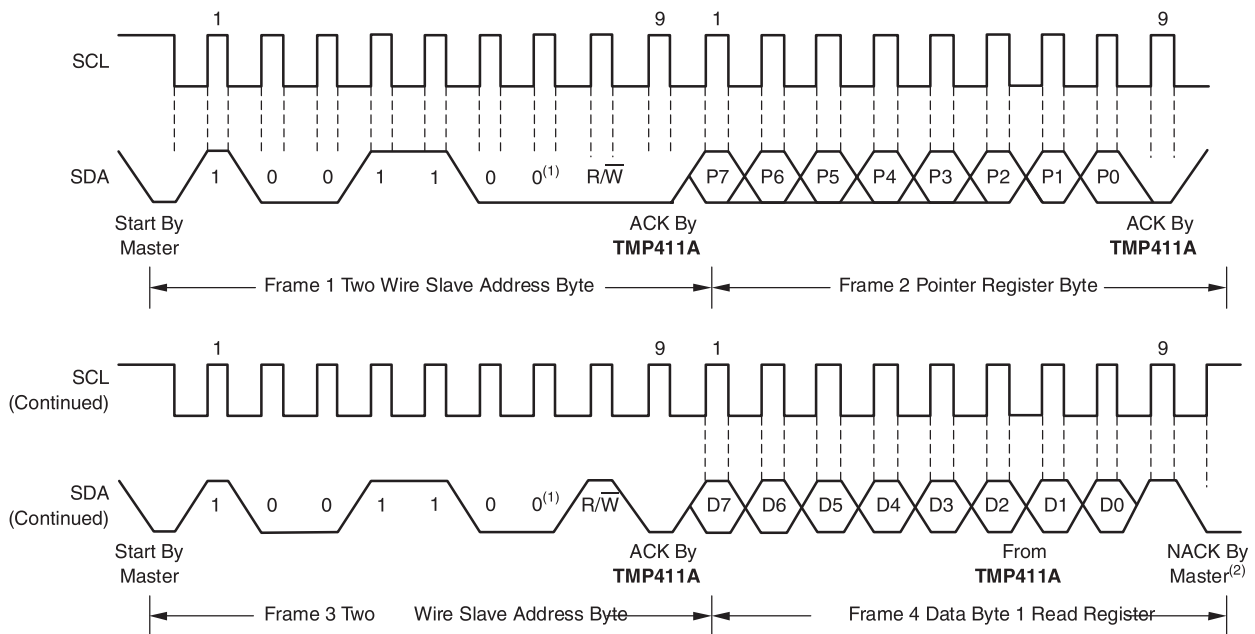 1 9 1 9
SCL
SDA 1 0 0 1 1 0 0(1) R/W̅ P7 P6 P5 P4 P3 P2 P1 P0
Start By
Master
ACK By
TMP411A
ACK By
TMP411A
Frame 1 Two Wire Slave Address Byte
Frame 2 Pointer Register Byte
1 9 1 9
SCL
(Continued)
SDA
(Continued)
1 0 0 1 1 0 0(1) R/W̅ D7 D6 D5 D4 D3 D2 D1 D0
Start By
Master
ACK By
TMP411A
From
TMP411A
NACK By
Master(2)
Frame 3 Two Wire Slave Address Byte
Frame 4 Data Byte 1 Read Register